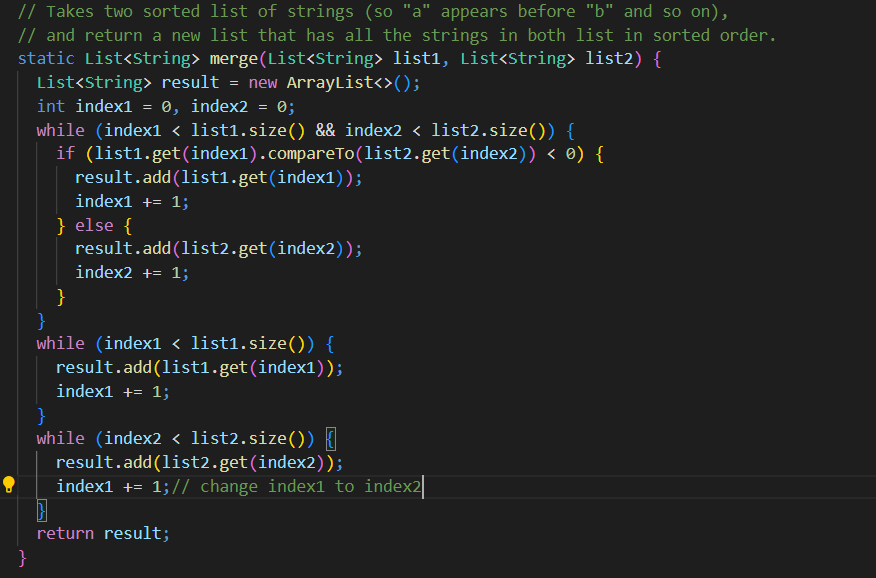 // Takes two sorted list of strings (so "a" appears before "b" and so on),
// and return a new list that has all the strings in both list in sorted order.
static List<String> merge(List<String> list1, List<String> list2) {
  List<String> result = new ArrayList<>();
  int index1 = 0, index2 = 0;
  while (index1 < list1.size() && index2 < list2.size()) {
    if (list1.get(index1).compareTo(list2.get(index2)) < 0) {
      result.add(list1.get(index1));
      index1 += 1;
    } else {
      result.add(list2.get(index2));
      index2 += 1;
    }
  }
  while (index1 < list1.size()) {
    result.add(list1.get(index1));
    index1 += 1;
  }
  while (index2 < list2.size()) {
    result.add(list2.get(index2));
    index1 += 1;// change index1 to index2
  }
  return result;
}